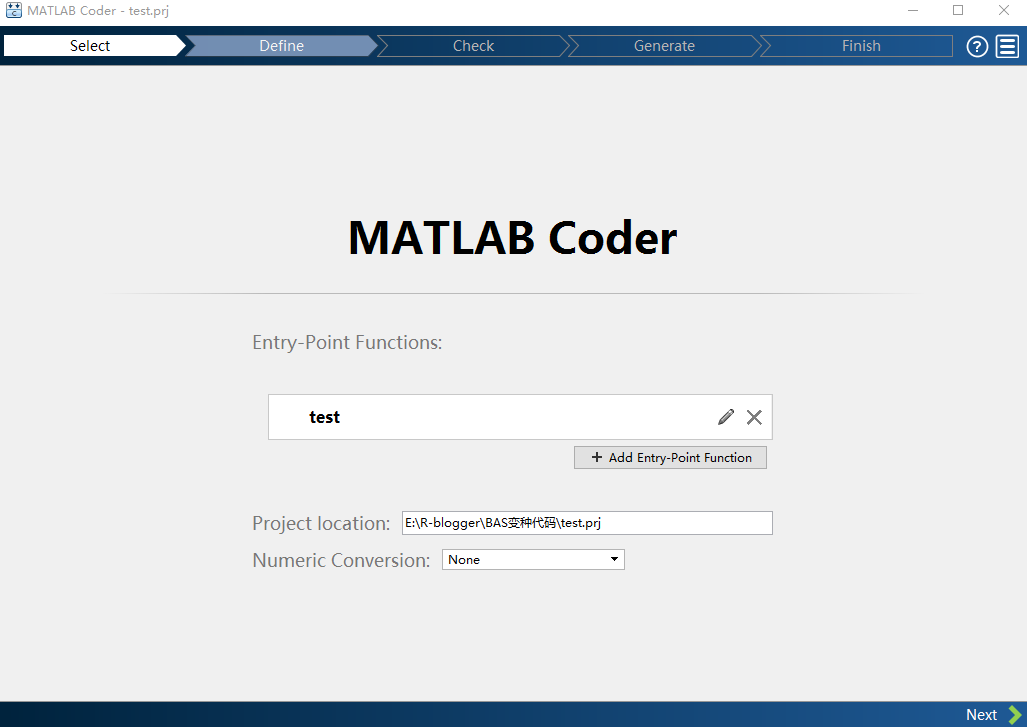 MATLAB Coder - test.prj
Select Define Check Generate Finish
MATLAB Coder
Entry-Point Functions:
test
+ Add Entry-Point Function
Project location: E:\R-blogger\BAS变种代码\test.prj
Numeric Conversion: None
Next